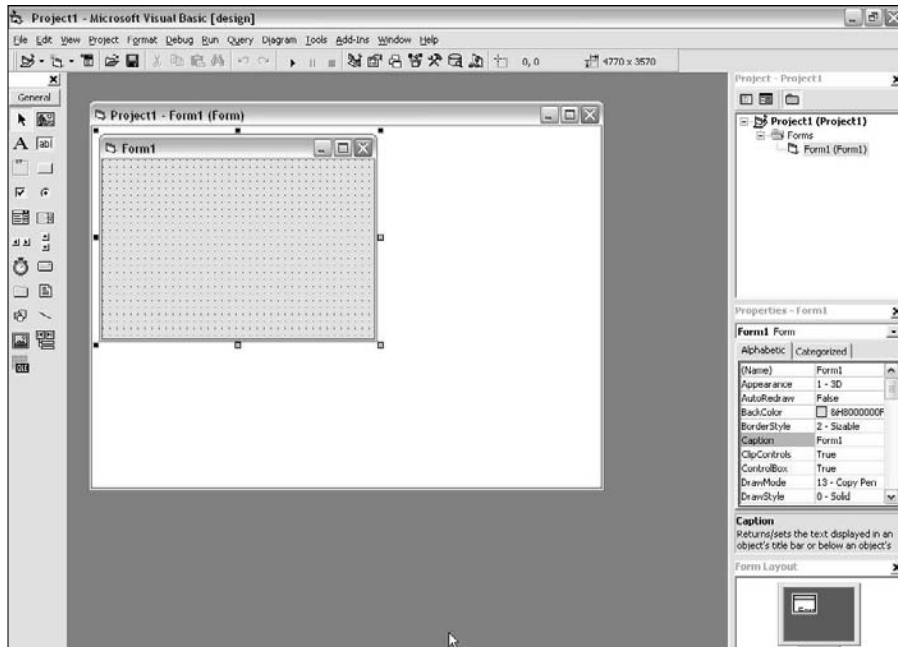 Project1 - Microsoft Visual Basic [design]
File Edit View Project Format Debug Run Query Diagram Tools Add-Ins Window Help
0, 0 4770 x 3570
General
A ab|
OLE
Project1 - Form1 (Form)
Form1
Project - Project1
Project1 (Project1)
Forms
Form1 (Form1)
Properties - Form1
Form1 Form
Alphabetic Categorized
(Name) Form1
Appearance 1 - 3D
AutoRedraw False
BackColor &H8000000F
BorderStyle 2 - Sizable
Caption Form1
ClipControls True
ControlBox True
DrawMode 13 - Copy Pen
DrawStyle 0 - Solid
Caption
Returns/sets the text displayed in an
object's title bar or below an object's
Form Layout